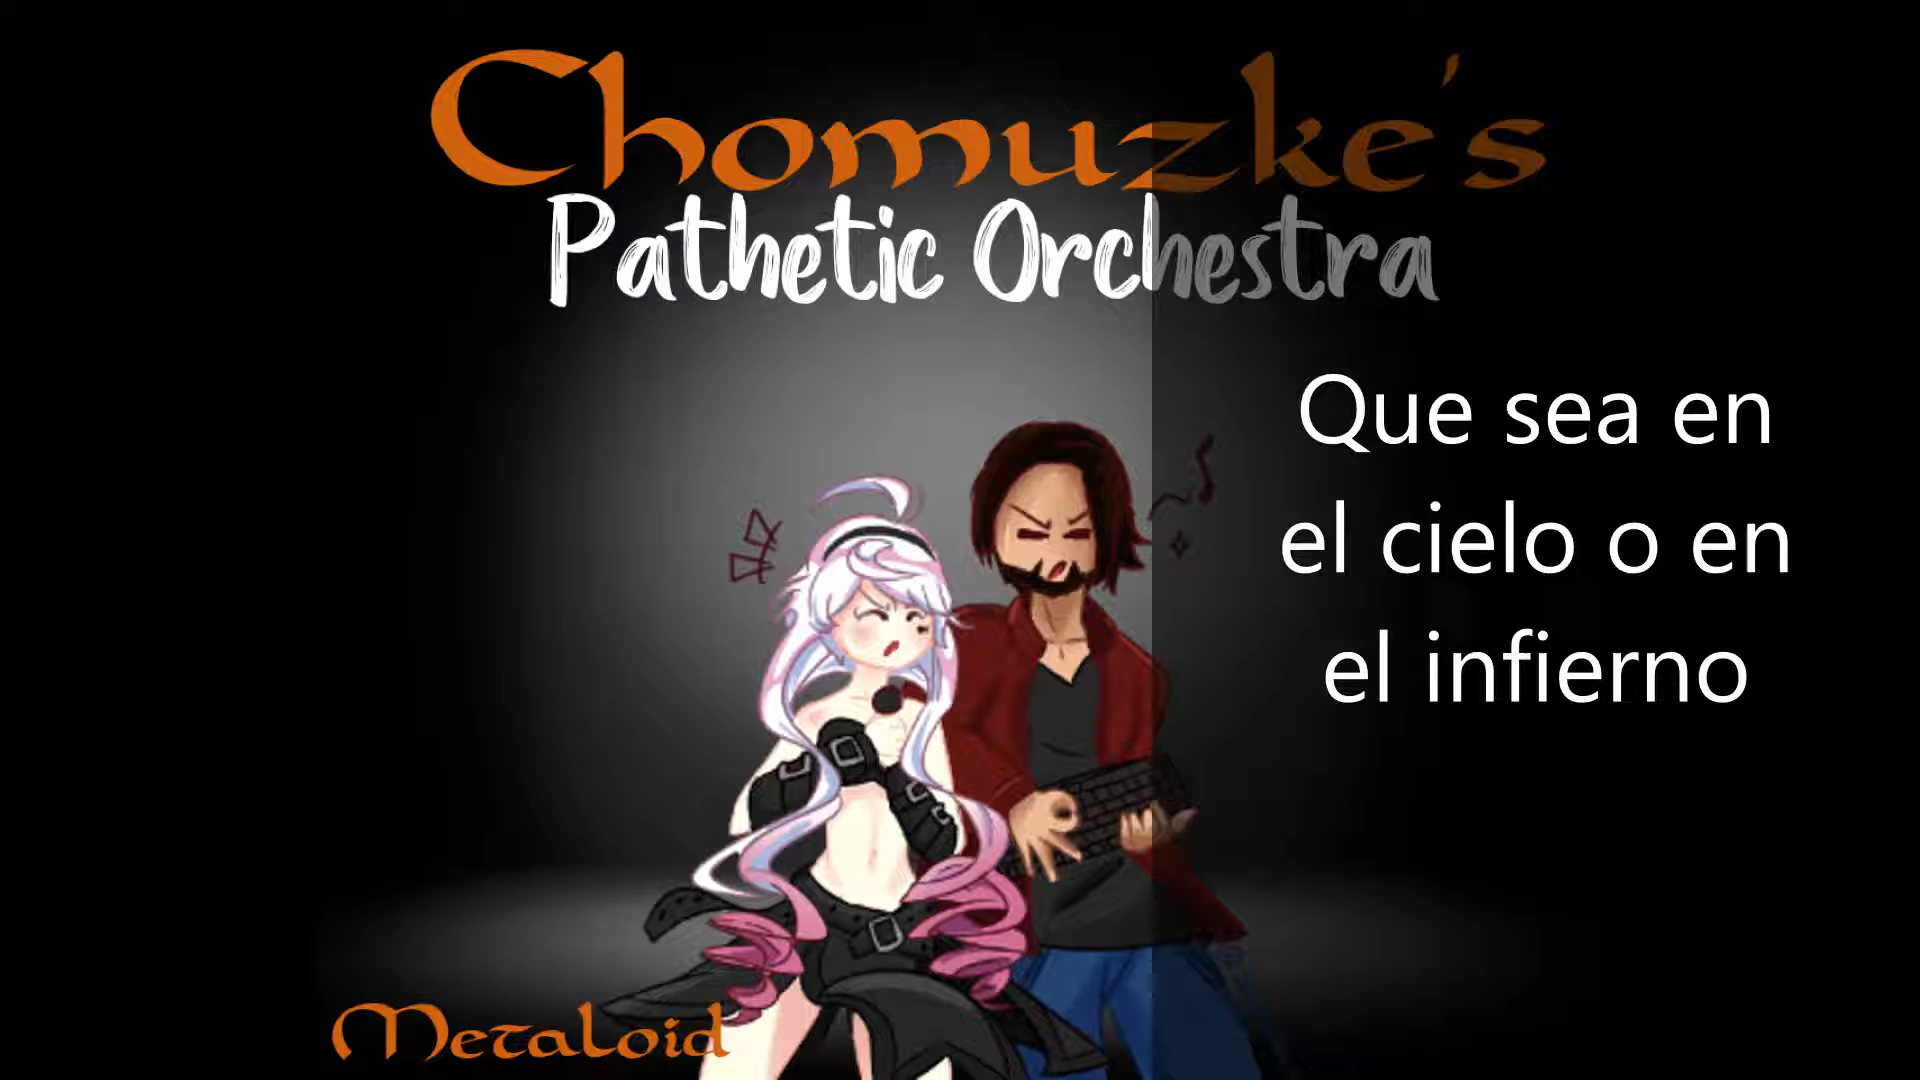 Chomuzke's
Pathetic Orchestra
Que sea en
el cielo o en
el infierno
Metaloid